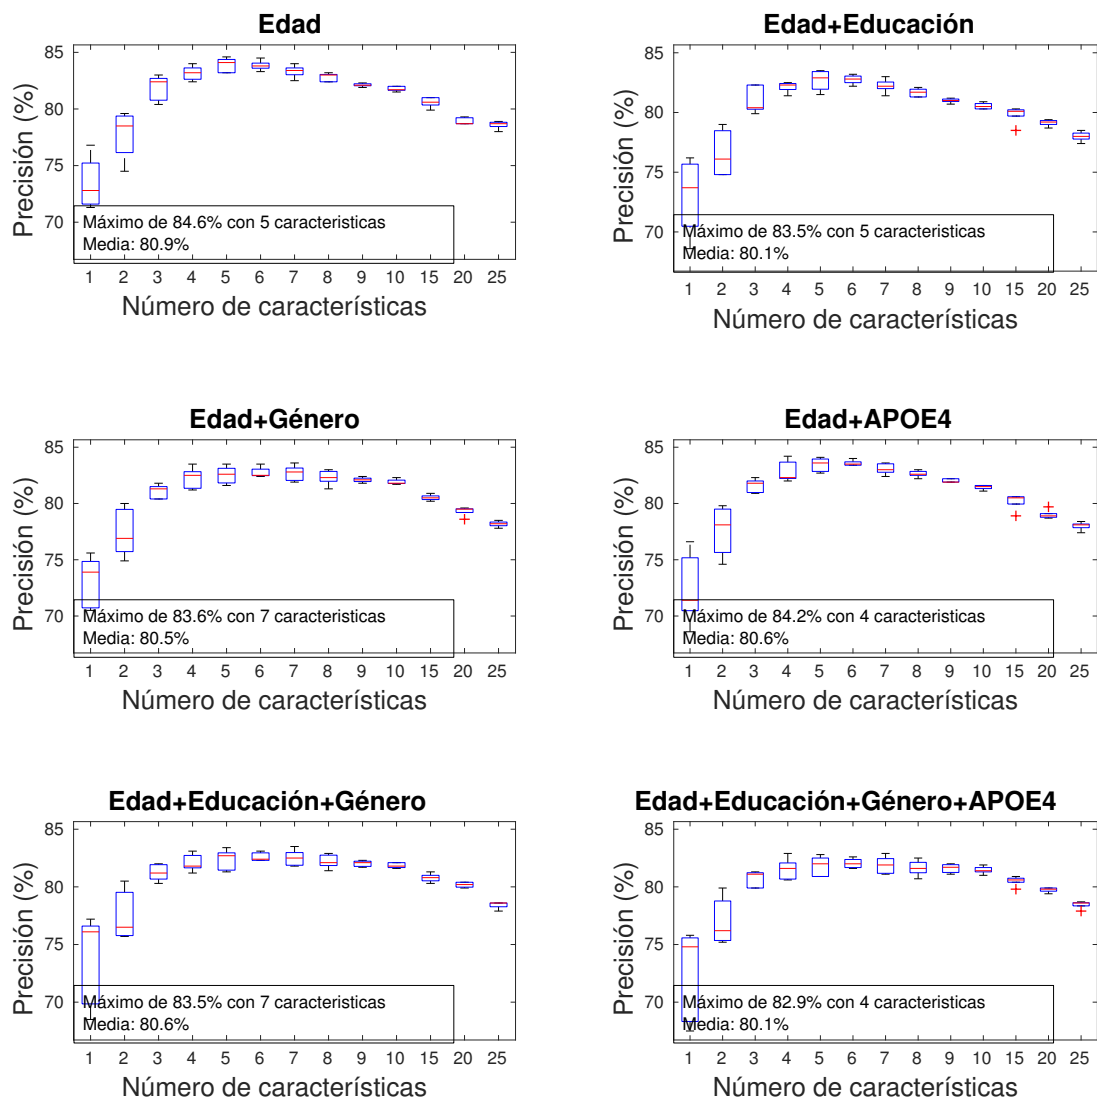 Edad
Precisión (%)
85
80
75
70
Máximo de 84.6% con 5 caracteristicas
Media: 80.9%
1 2 3 4 5 6 7 8 9 10 15 20 25
Número de características
Edad+Educación
Precisión (%)
85
80
75
70
Máximo de 83.5% con 5 caracteristicas
Media: 80.1%
1 2 3 4 5 6 7 8 9 10 15 20 25
Número de características
Edad+Género
Precisión (%)
85
80
75
70
Máximo de 83.6% con 7 caracteristicas
Media: 80.5%
1 2 3 4 5 6 7 8 9 10 15 20 25
Número de características
Edad+APOE4
Precisión (%)
85
80
75
70
Máximo de 84.2% con 4 caracteristicas
Media: 80.6%
1 2 3 4 5 6 7 8 9 10 15 20 25
Número de características
Edad+Educación+Género
Precisión (%)
85
80
75
70
Máximo de 83.5% con 7 caracteristicas
Media: 80.6%
1 2 3 4 5 6 7 8 9 10 15 20 25
Número de características
Edad+Educación+Género+APOE4
Precisión (%)
85
80
75
70
Máximo de 82.9% con 4 caracteristicas
Media: 80.1%
1 2 3 4 5 6 7 8 9 10 15 20 25
Número de características